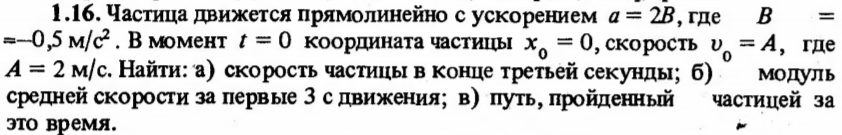 1.16. Частица движется прямолинейно с ускорением a = 2B, где B =
=−0,5 м/с². В момент t = 0 координата частицы x₀ = 0, скорость υ₀ = A, где
A = 2 м/с. Найти: а) скорость частицы в конце третьей секунды; б) модуль
средней скорости за первые 3 с движения; в) путь, пройденный частицей за
это время.